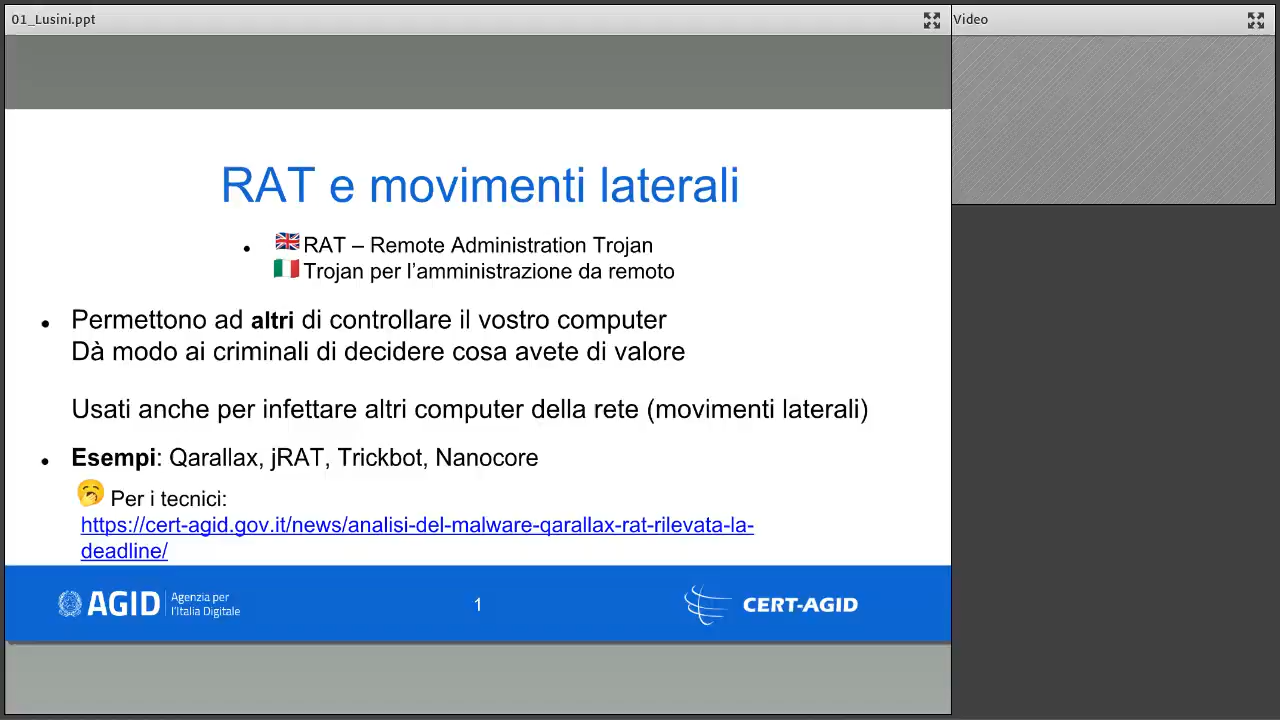 01_Lusini.ppt
Video
RAT e movimenti laterali
RAT – Remote Administration Trojan
Trojan per l’amministrazione da remoto
Permettono ad altri di controllare il vostro computer
Dà modo ai criminali di decidere cosa avete di valore
Usati anche per infettare altri computer della rete (movimenti laterali)
Esempi: Qarallax, jRAT, Trickbot, Nanocore
Per i tecnici:
https://cert-agid.gov.it/news/analisi-del-malware-qarallax-rat-rilevata-la-
deadline/
AGID Agenzia per
l’Italia Digitale
1
CERT-AGID